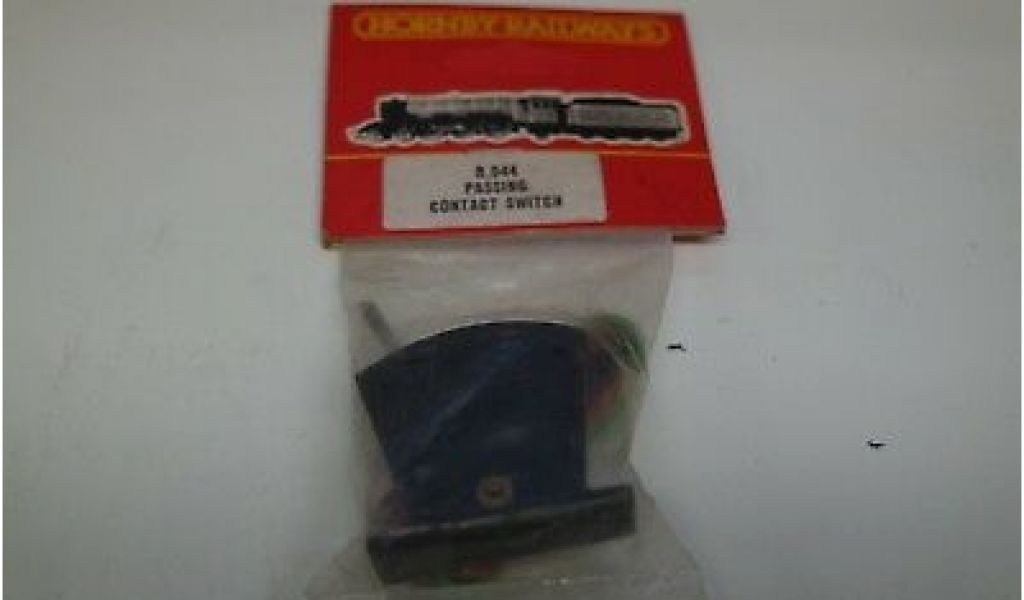 HORNBY RAILWAYS
R.044
PASSING
CONTACT SWITCH